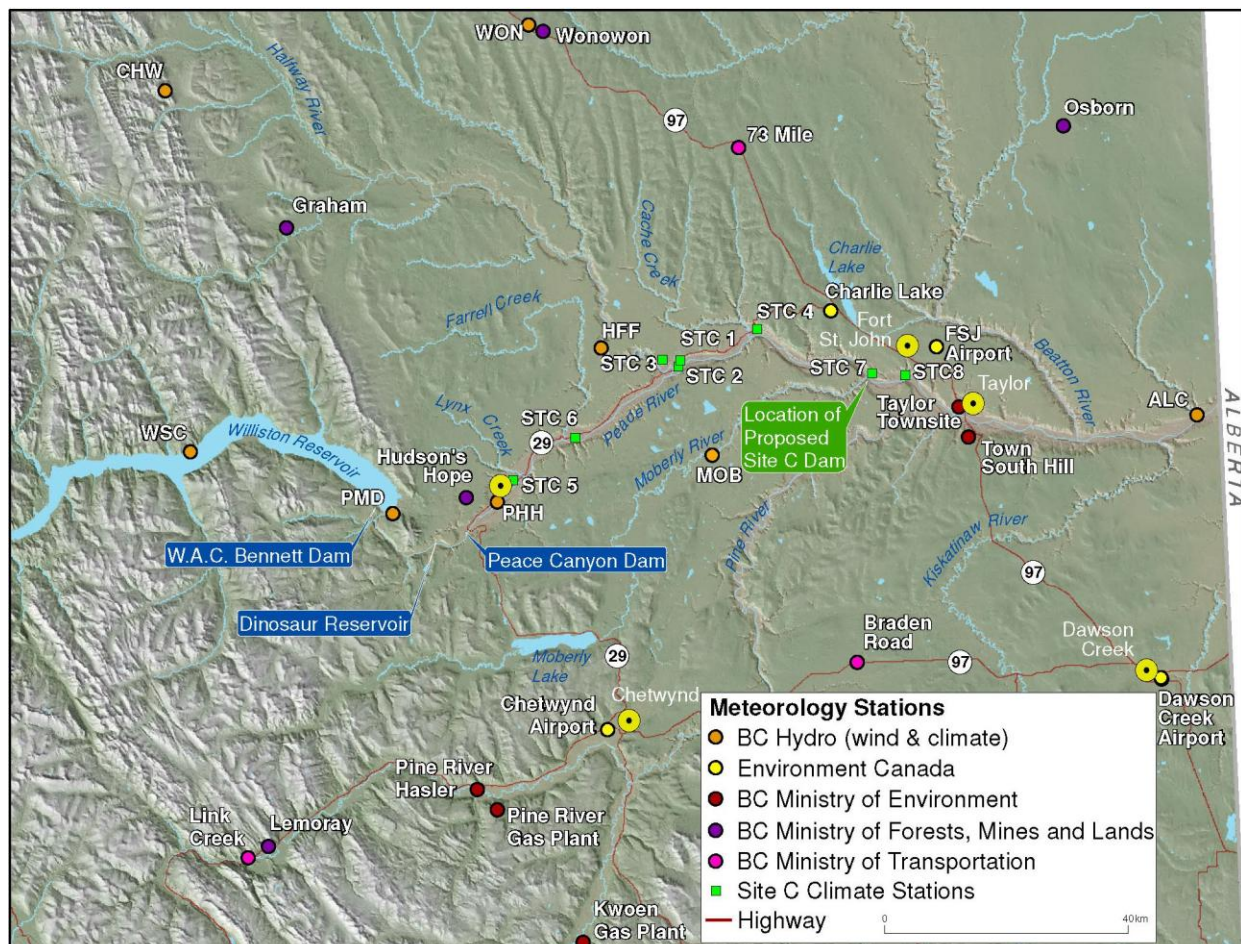 WON
Wonowon
CHW
Halfway River
97
Osborn
73 Mile
Graham
Cache Creek
Charlie
Lake
Charlie Lake
Farrell Creek
HFF
STC 1
STC 4
Fort
St. John
FSJ
Airport
STC 3
STC 2
STC 7
STC8
Beatton River
Taylor
Lynx
Creek
STC 6
Peace River
Location of
Proposed
Site C Dam
Taylor
Townsite
ALC
ALBERTA
WSC
Williston Reservoir
29
Moberly River
Hudson's
Hope
STC 5
MOB
Town
South Hill
PMD
PHH
Pine River
Kiskatinaw River
W.A.C. Bennett Dam
Peace Canyon Dam
97
Dinosaur Reservoir
Moberly
Lake
29
Braden
Road
97
Dawson
Creek
Chetwynd
Airport
Chetwynd
Dawson
Creek
Airport
Pine River
Hasler
Pine River
Gas Plant
Link
Creek
Lemoray
Kwoen
Gas Plant
Meteorology Stations
BC Hydro (wind & climate)
Environment Canada
BC Ministry of Environment
BC Ministry of Forests, Mines and Lands
BC Ministry of Transportation
Site C Climate Stations
Highway
0
40km